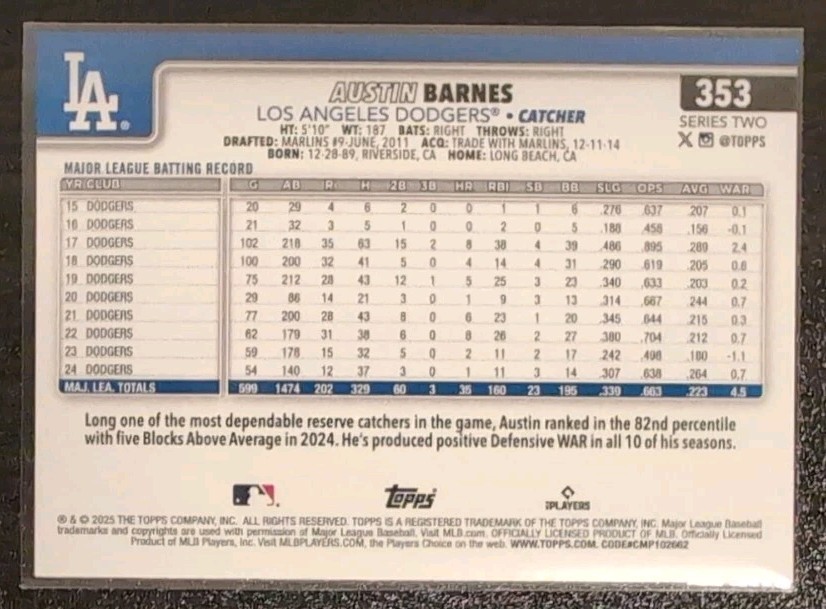 LA
AUSTIN BARNES
353
LOS ANGELES DODGERS® • CATCHER
SERIES TWO
HT: 5'10" WT: 187 BATS: RIGHT THROWS: RIGHT
X @TOPPS
DRAFTED: MARLINS #9-JUNE, 2011 ACQ: TRADE WITH MARLINS, 12-11-14
BORN: 12-28-89, RIVERSIDE, CA HOME: LONG BEACH, CA
MAJOR LEAGUE BATTING RECORD
YR CLUB G AB R H 2B 3B HR RBI SB BB SLG OPS AVG WAR
15 DODGERS 20 29 4 6 2 0 0 1 1 6 .276 .637 .207 0.1
16 DODGERS 21 32 3 5 1 0 0 2 0 5 .188 .458 .156 -0.1
17 DODGERS 102 218 35 63 15 2 8 38 4 39 .486 .895 .289 2.4
18 DODGERS 100 200 32 41 5 0 4 14 4 31 .290 .619 .205 0.8
19 DODGERS 75 212 28 43 12 1 5 25 3 23 .340 .633 .203 0.2
20 DODGERS 29 86 14 21 3 0 1 9 3 13 .314 .667 .244 0.7
21 DODGERS 77 200 28 43 8 0 6 23 1 20 .345 .644 .215 0.3
22 DODGERS 62 179 31 38 6 0 8 26 2 27 .380 .704 .212 0.7
23 DODGERS 59 178 15 32 5 0 2 11 2 17 .242 .498 .180 -1.1
24 DODGERS 54 140 12 37 3 0 1 11 3 14 .307 .638 .264 0.7
MAJ. LEA. TOTALS 599 1474 202 329 60 3 35 160 23 195 .339 .663 .223 4.5
Long one of the most dependable reserve catchers in the game, Austin ranked in the 82nd percentile
with five Blocks Above Average in 2024. He's produced positive Defensive WAR in all 10 of his seasons.
Topps
PLAYERS
® & © 2025 THE TOPPS COMPANY, INC. ALL RIGHTS RESERVED. TOPPS IS A REGISTERED TRADEMARK OF THE TOPPS COMPANY, INC. Major League Baseball
trademarks and copyrights are used with permission of Major League Baseball. Visit MLB.com. OFFICIALLY LICENSED PRODUCT OF MLB. Officially Licensed
Product of MLB Players, Inc. Visit MLBPLAYERS.COM, the Players Choice on the web. WWW.TOPPS.COM. CODE#CMP102662